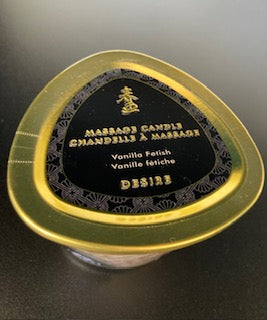 MASSAGE CANDLE
CHANDELLE À MASSAGE
Vanilla Fetish
Vanille fétiche
DESIRE